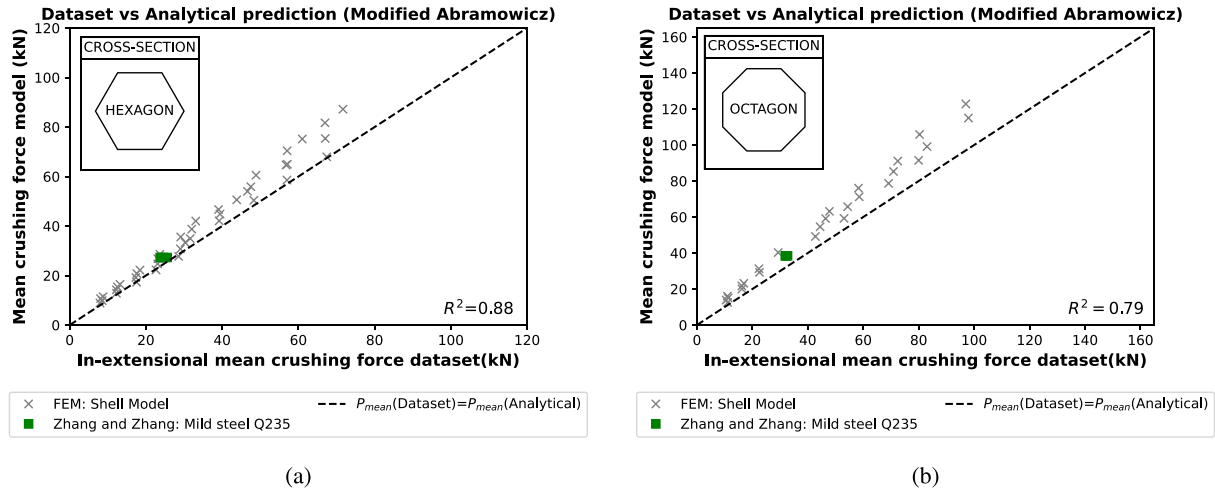 Dataset vs Analytical prediction (Modified Abramowicz)
Mean crushing force model (kN)
120
100
80
60
40
20
0
CROSS-SECTION
HEXAGON
R²=0.88
0 20 40 60 80 100 120
In-extensional mean crushing force dataset(kN)
× FEM: Shell Model
Zhang and Zhang: Mild steel Q235
P_mean(Dataset)=P_mean(Analytical)
(a)
Dataset vs Analytical prediction (Modified Abramowicz)
Mean crushing force model (kN)
160
140
120
100
80
60
40
20
0
CROSS-SECTION
OCTAGON
R² = 0.79
0 20 40 60 80 100 120 140 160
In-extensional mean crushing force dataset(kN)
× FEM: Shell Model
Zhang and Zhang: Mild steel Q235
P_mean(Dataset)=P_mean(Analytical)
(b)